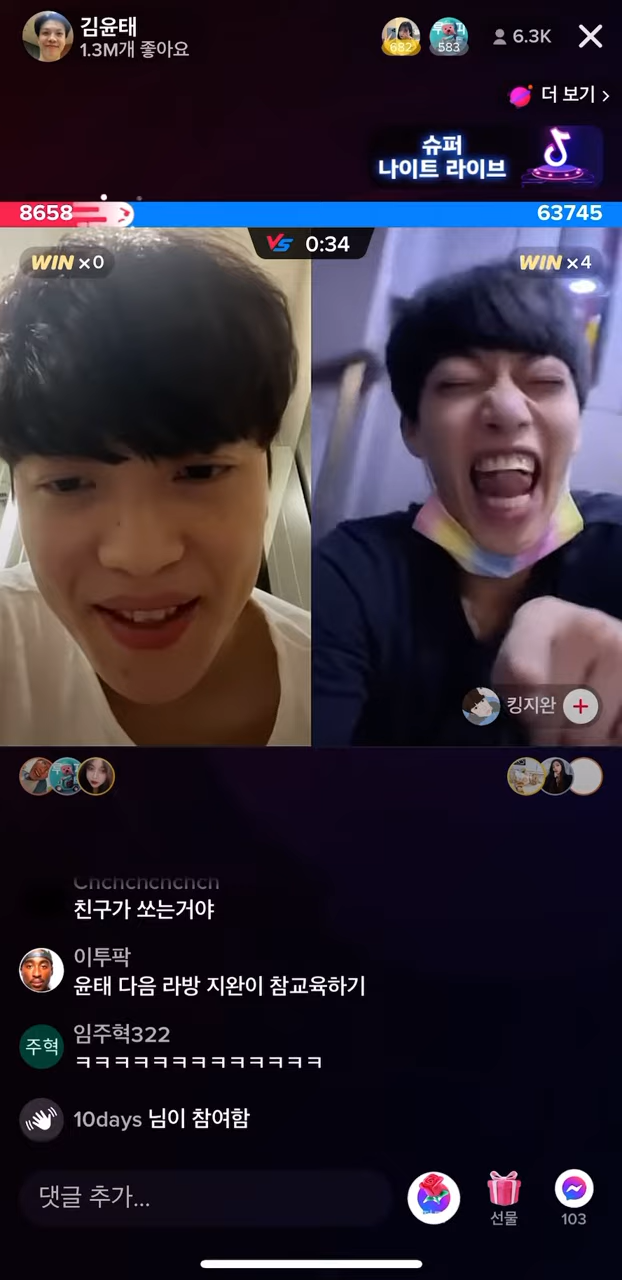 김윤태
1.3M개 좋아요
682
583
6.3K
더 보기 >
슈퍼
나이트 라이브
8658
63745
WIN x0
VS 0:34
WIN x4
킹지완
Chchchchchch
친구가 쏘는거야
이투팍
윤태 다음 라방 지완이 참교육하기
주혁
임주혁322
ㅋㅋㅋㅋㅋㅋㅋㅋㅋㅋㅋㅋㅋ
10days 님이 참여함
댓글 추가...
선물
103